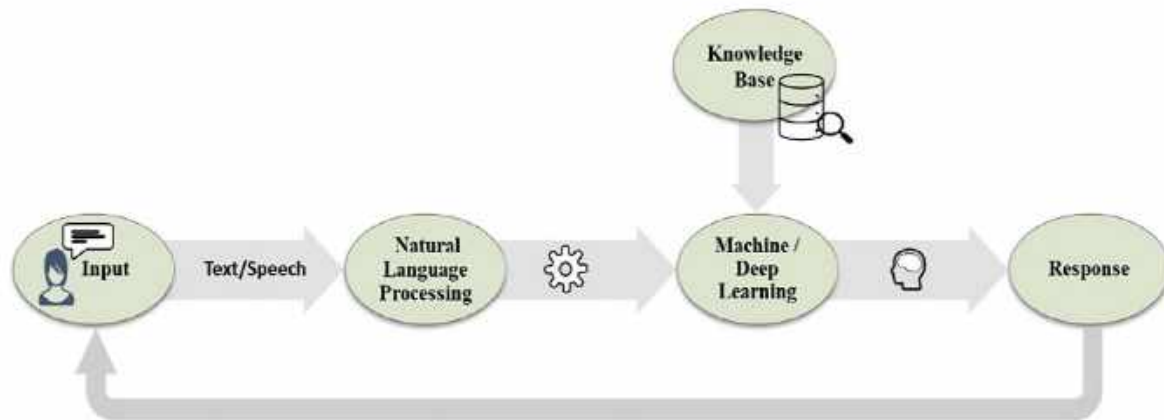 Knowledge
Base
Input
Text/Speech
Natural
Language
Processing
Machine /
Deep
Learning
Response